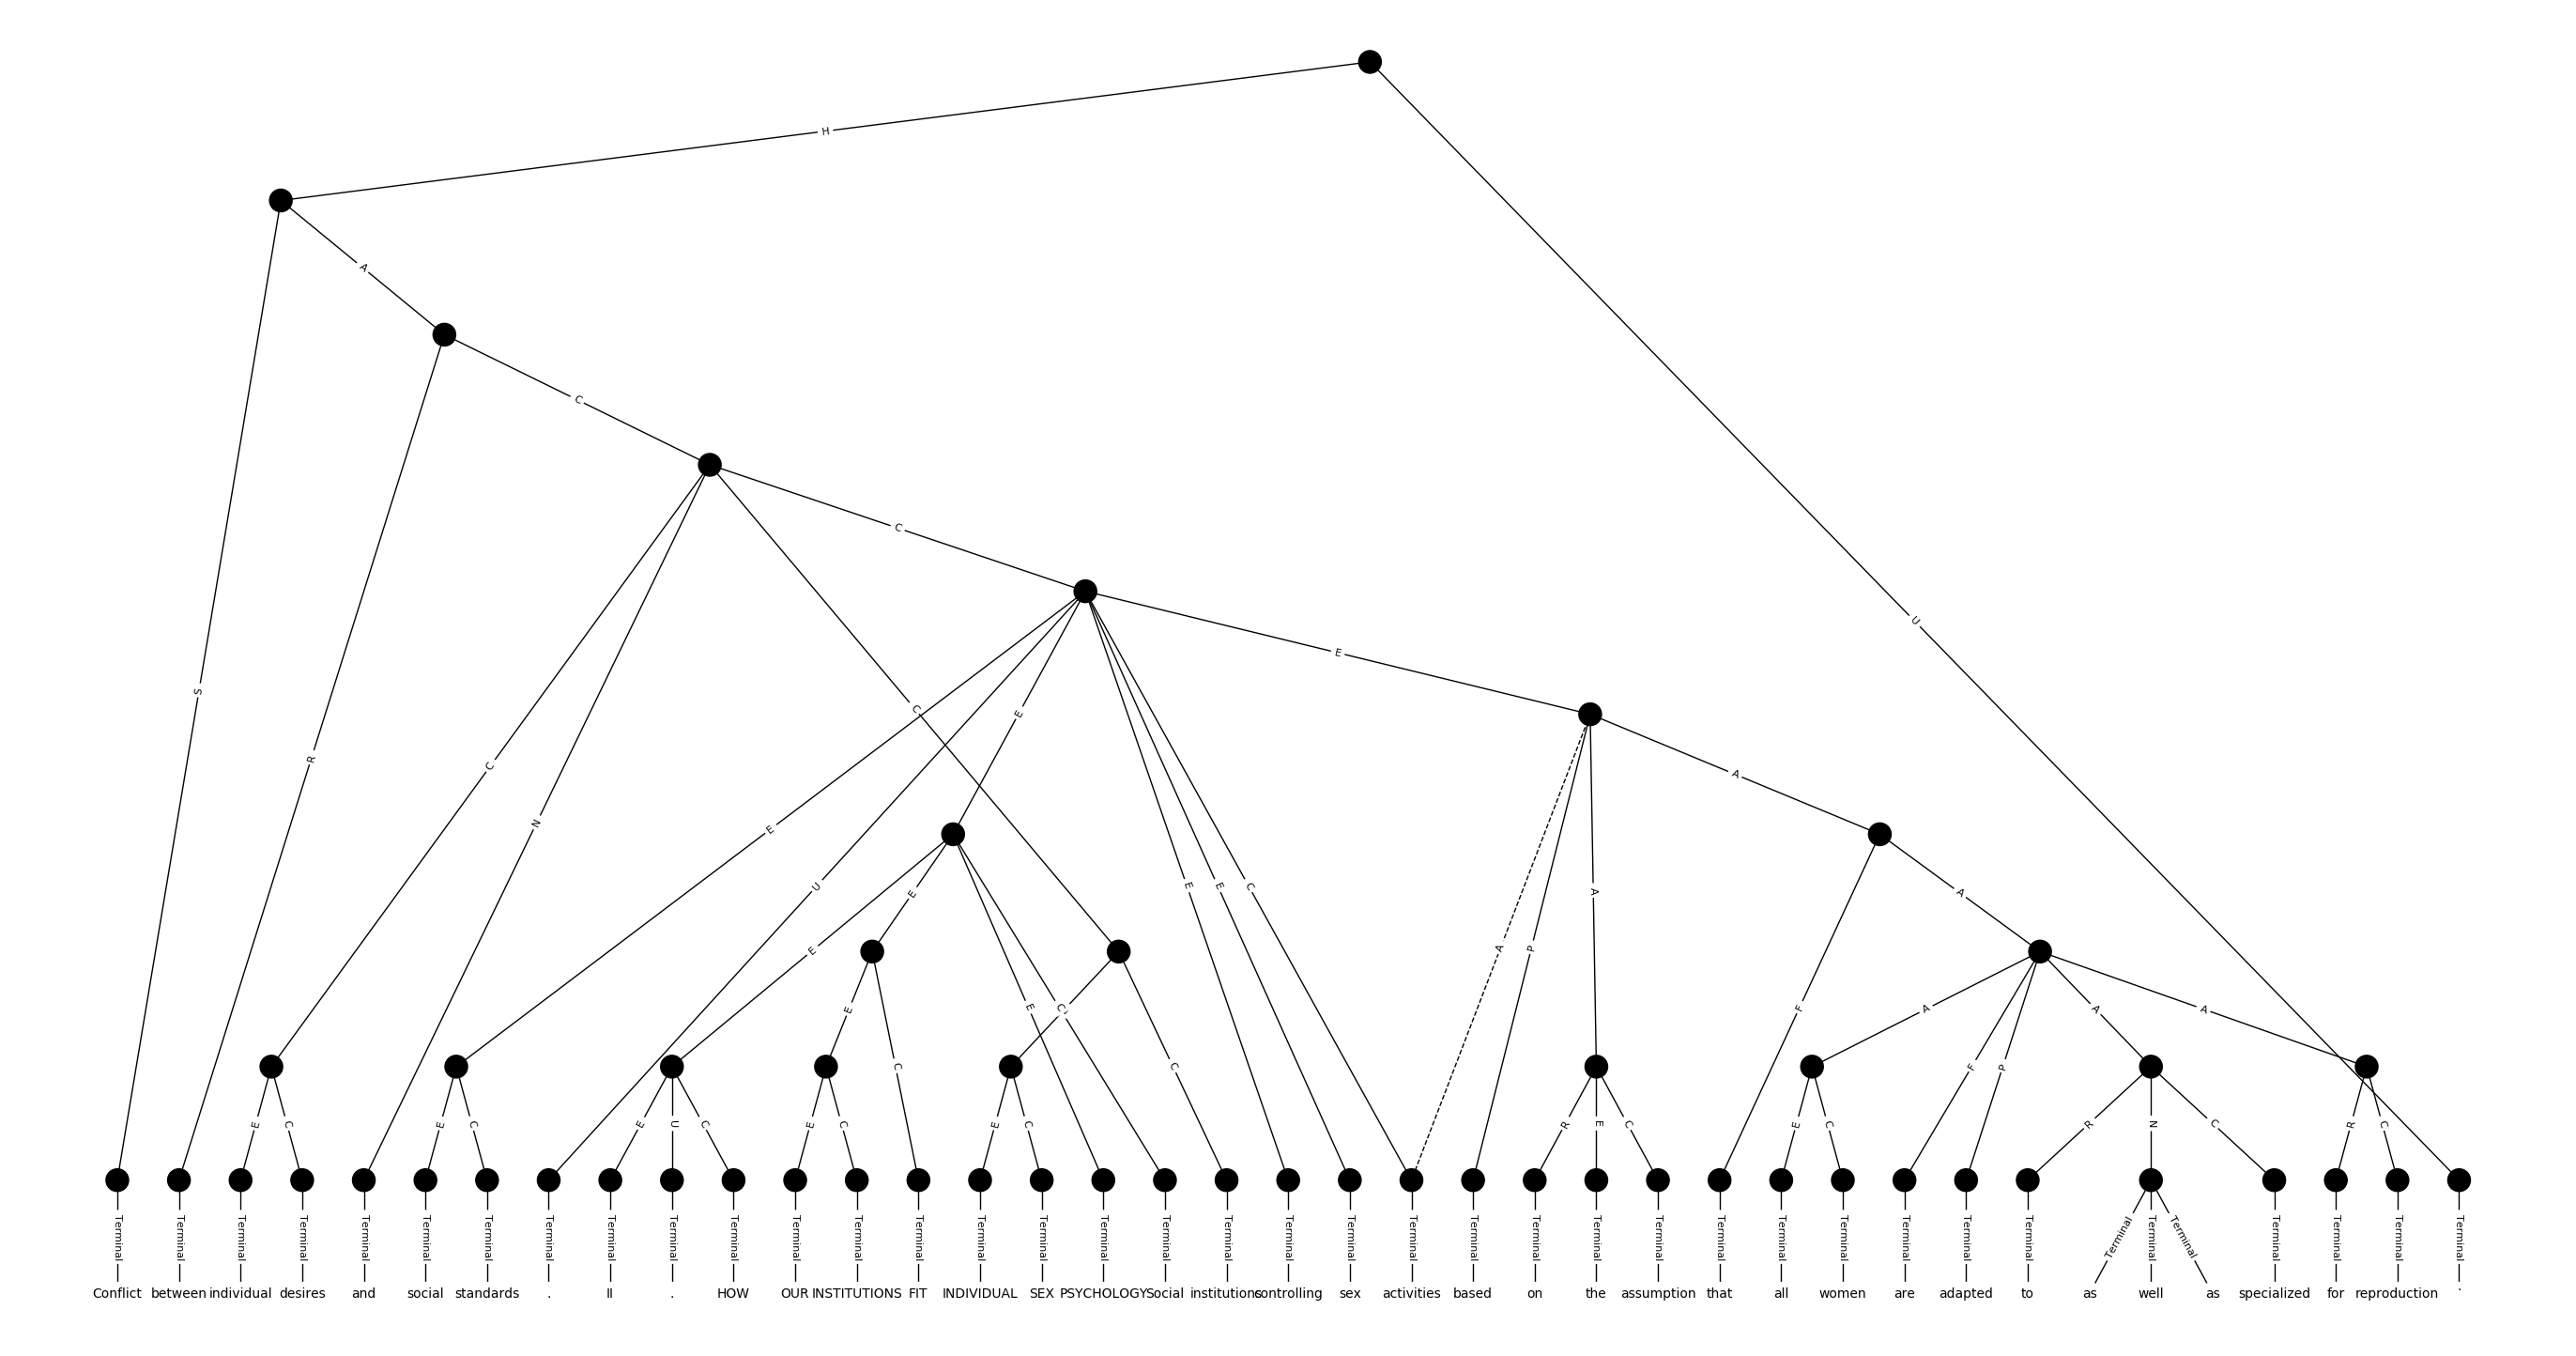 H
A
C
C
E
U
S
R
C
N
E
U
E
C
E
E
C
E
A
A
P
A
F
A
E
E
E
C
E
C
C
A
F
P
A
A
E C E C E U C E C E C R E C E C R N C R C
Terminal Terminal Terminal Terminal Terminal Terminal Terminal Terminal Terminal Terminal Terminal Terminal Terminal Terminal Terminal Terminal Terminal Terminal Terminal Terminal Terminal Terminal Terminal Terminal Terminal Terminal Terminal Terminal Terminal Terminal Terminal Terminal Terminal Terminal Terminal Terminal Terminal Terminal Terminal
Conflict between individual desires and social standards . II . HOW OUR INSTITUTIONS FIT INDIVIDUAL SEX PSYCHOLOGY Social institutions controlling sex activities based on the assumption that all women are adapted to as well as specialized for reproduction .